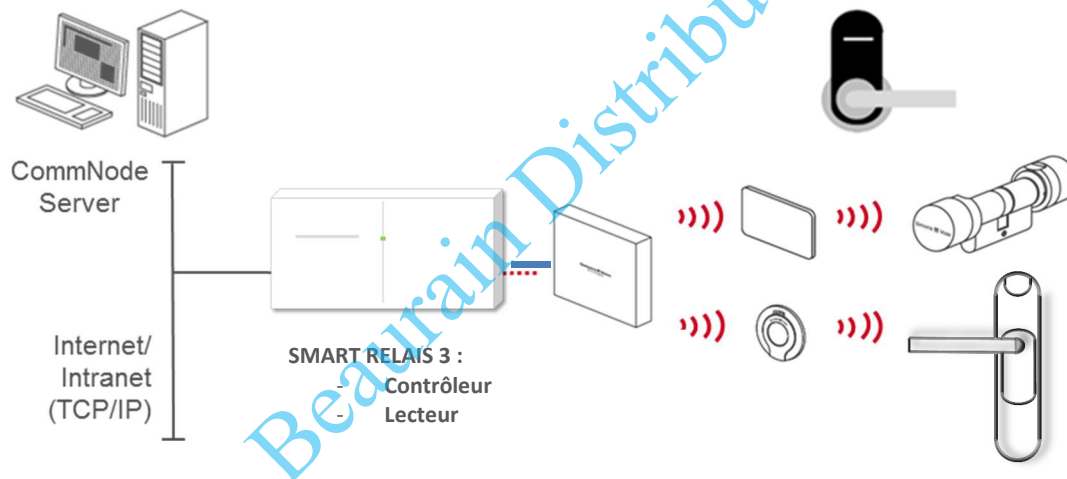 CommNode
Server
Internet/
Intranet
(TCP/IP)
SMART RELAIS 3 :
- Contrôleur
- Lecteur
Beaurain Distribu